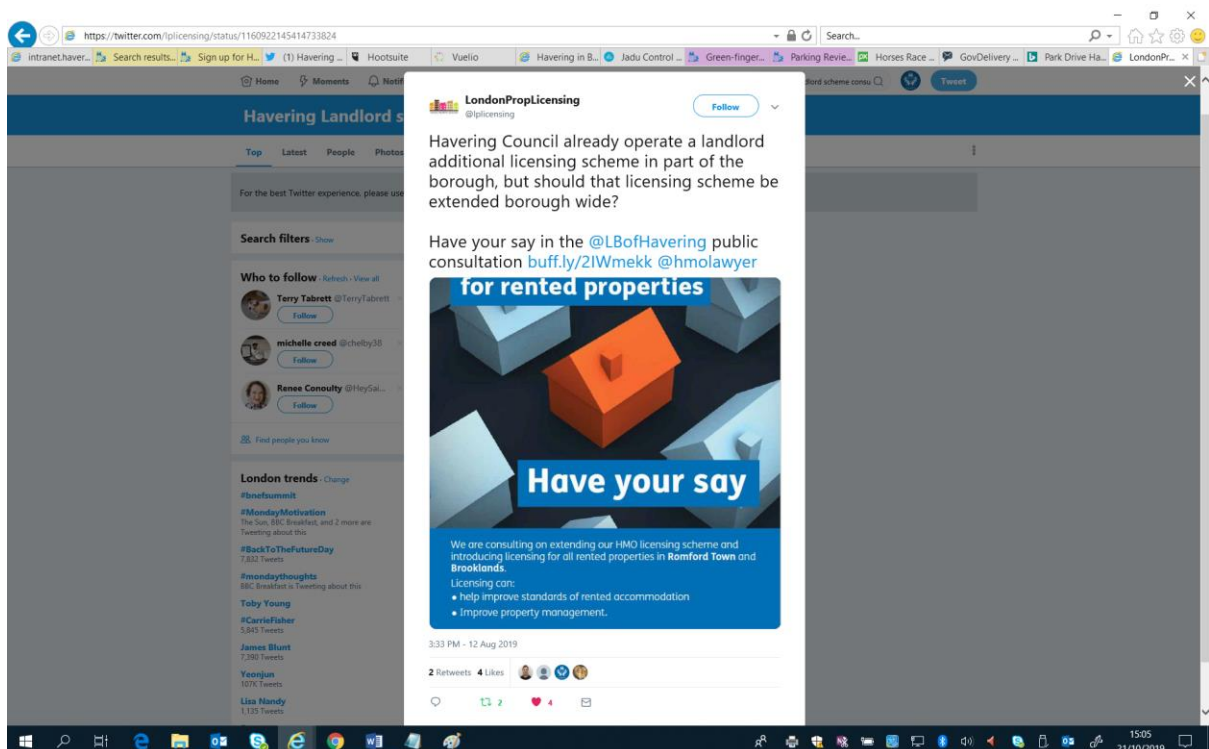 https://twitter.com/lplicensing/status/1160922145414733824
Search...
intranet.haver...
Search results...
Sign up for H...
(1) Havering ...
Hootsuite
Vuelio
Havering in B...
Jadu Control ...
Green-finger...
Parking Revie...
Horses Race ...
GovDelivery ...
Park Drive Ha...
LondonPr...
Home
Moments
Notif
dlord scheme consu
Tweet
Havering Landlord s
Top Latest People Photos
For the best Twitter experience, please use
Search filters · Show
Who to follow · Refresh · View all
Terry Tabrett @TerryTabrett
Follow
michelle creed @chelby38
Follow
Renee Conoulty @HeySai...
Follow
Find people you know
London trends · Change
#bnefsummit
#MondayMotivation
The Sun, BBC Breakfast, and 2 more are
Tweeting about this
#BackToTheFutureDay
7,832 Tweets
#mondaythoughts
BBC Breakfast is Tweeting about this
Toby Young
#CarrieFisher
5,845 Tweets
James Blunt
7,390 Tweets
Yeonjun
107K Tweets
Lisa Nandy
1,135 Tweets
LondonPropLicensing
@lplicensing
Follow
Havering Council already operate a landlord
additional licensing scheme in part of the
borough, but should that licensing scheme be
extended borough wide?
Have your say in the @LBofHavering public
consultation buff.ly/2IWmekk @hmolawyer
for rented properties
Have your say
We are consulting on extending our HMO licensing scheme and
introducing licensing for all rented properties in Romford Town and
Brooklands.
Licensing can:
• help improve standards of rented accommodation
• Improve property management.
3:33 PM - 12 Aug 2019
2 Retweets 4 Likes
2 4
15:05
21/10/2019